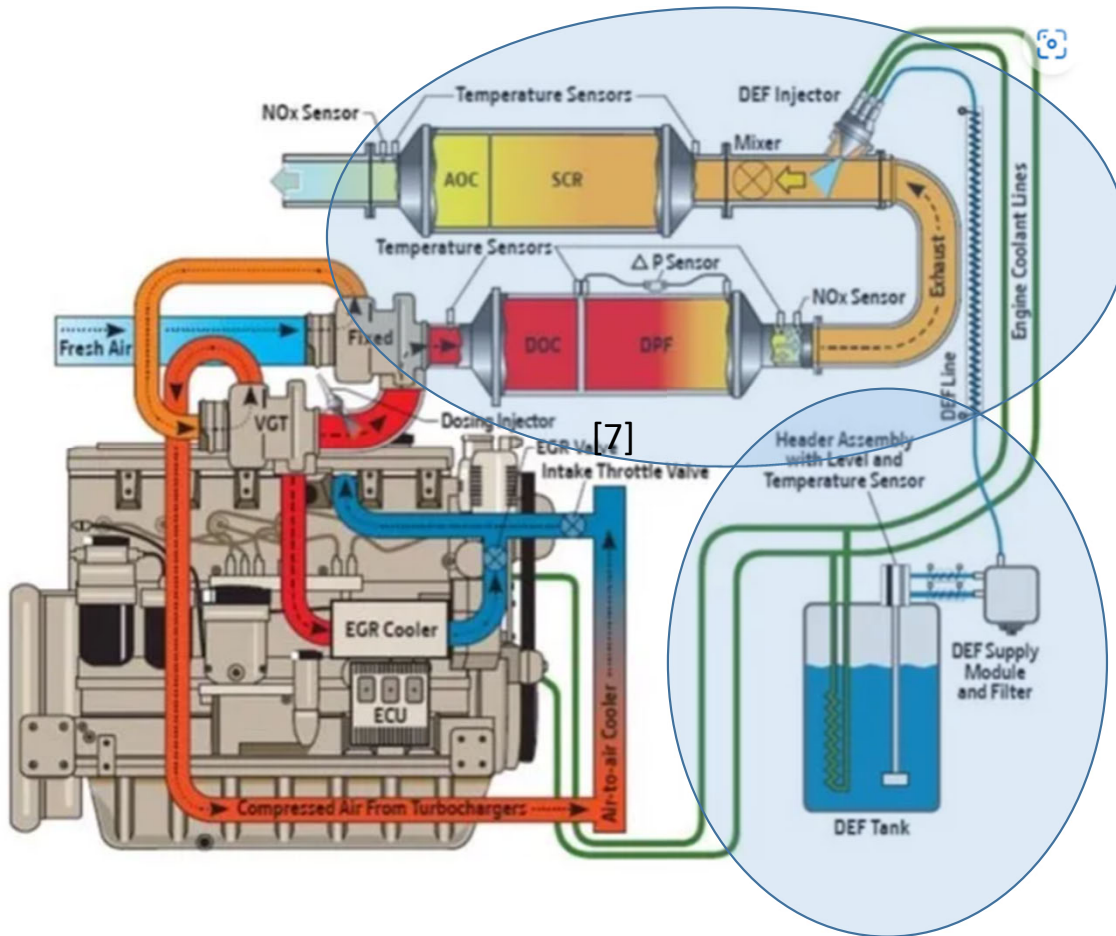 Temperature Sensors
DEF Injector
NOx Sensor
Mixer
AOC
SCR
Temperature Sensors
△ P Sensor
NOx Sensor
Exhaust
Engine Coolant Lines
Fresh Air
Fixed
DOC
DPF
DEF Line
VGT
Dosing Injector
[7]
EGR Valve
Intake Throttle Valve
Header Assembly
with Level and
Temperature Sensor
EGR Cooler
DEF Supply
Module
and Filter
ECU
Air-to-air Cooler
Compressed Air From Turbochargers
DEF Tank